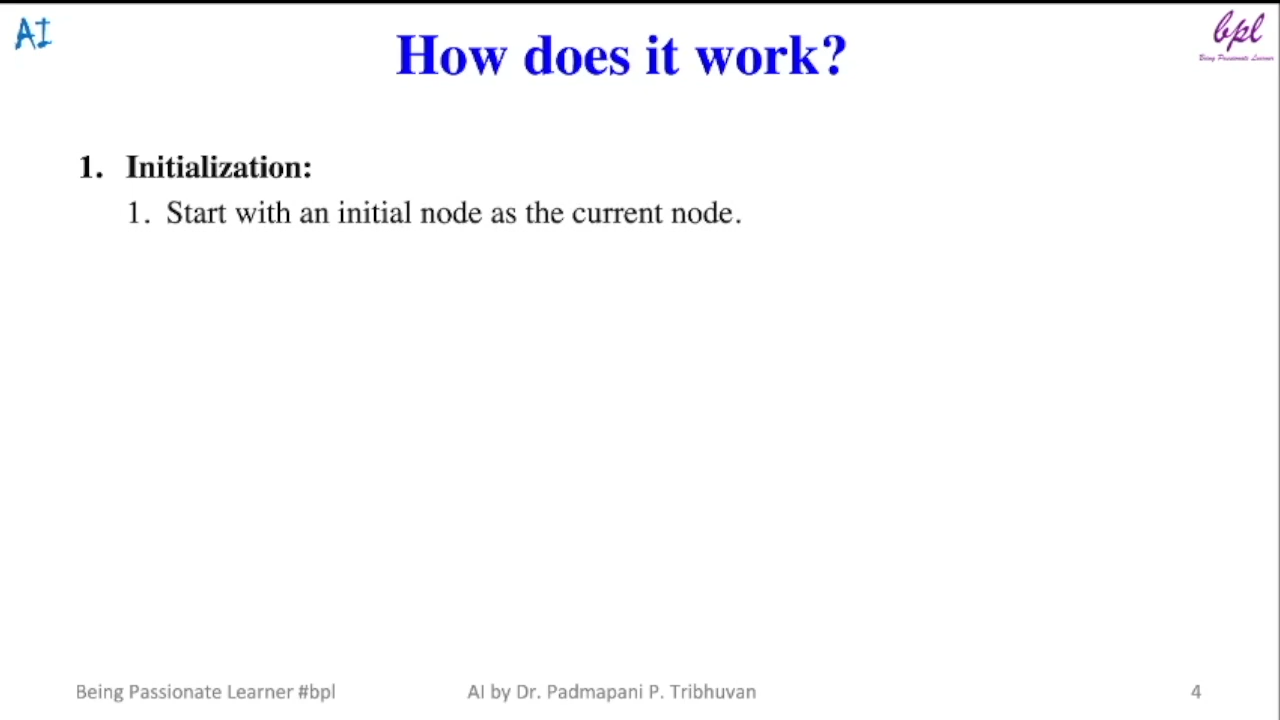 AI
bpl
Being Passionate Learner
How does it work?
1. Initialization:
1. Start with an initial node as the current node.
Being Passionate Learner #bpl
AI by Dr. Padmapani P. Tribhuvan
4